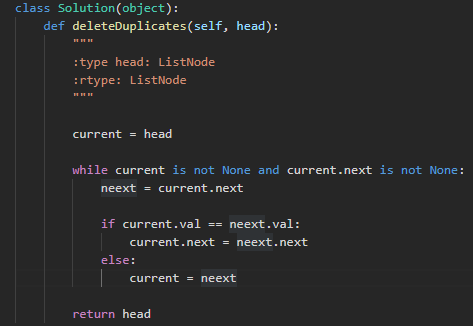 class Solution(object):
    def deleteDuplicates(self, head):
        """
        :type head: ListNode
        :rtype: ListNode
        """
        current = head
        while current is not None and current.next is not None:
            neext = current.next
            if current.val == neext.val:
                current.next = neext.next
            else:
                current = neext
        return head